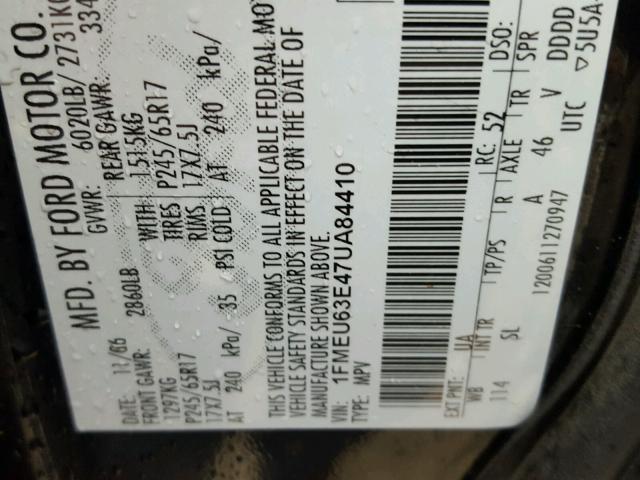 MFD. BY FORD MOTOR CO.
DATE: 11/06 GVWR: 6020LB/ 2731KG
FRONT GAWR: 2860LB REAR GAWR: 334
1297KG WITH 1515KG
P245/65R17 TIRES P245/65R17
17X7.5J RIMS 17X7.5J
AT 240 kPa/ 35 PSI COLD AT 240 kPa/
THIS VEHICLE CONFORMS TO ALL APPLICABLE FEDERAL MOT
VEHICLE SAFETY STANDARDS IN EFFECT ON THE DATE OF
MANUFACTURE SHOWN ABOVE.
VIN: 1FMEU63E47UA84410
TYPE: MPV
EXT PNT: UA RC: 52 DSO:
WB INT TR TP/PS R AXLE TR SPR
114 SL A 46 V DDDD
1200611270947 UTC ▽5U5A-